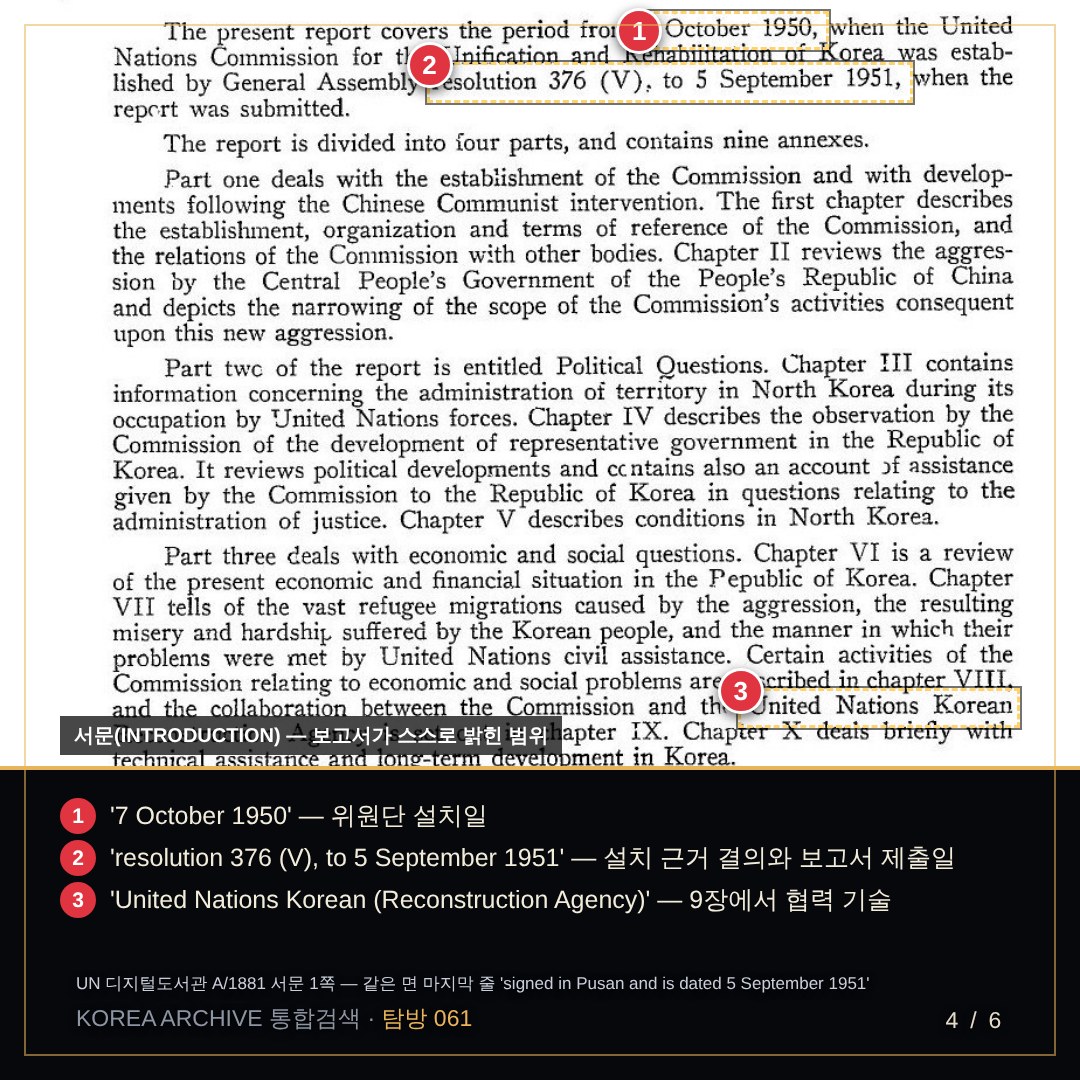 The present report covers the period from 1 October 1950, when the United
Nations Commission for the Unification and Rehabilitation of Korea was estab-
2
lished by General Assembly resolution 376 (V), to 5 September 1951, when the
report was submitted.
The report is divided into four parts, and contains nine annexes.
Part one deals with the establishment of the Commission and with develop-
ments following the Chinese Communist intervention. The first chapter describes
the establishment, organization and terms of reference of the Commission, and
the relations of the Commission with other bodies. Chapter II reviews the aggres-
sion by the Central People's Government of the People's Republic of China
and depicts the narrowing of the scope of the Commission's activities consequent
upon this new aggression.
Part two of the report is entitled Political Questions. Chapter III contains
information concerning the administration of territory in North Korea during its
occupation by United Nations forces. Chapter IV describes the observation by the
Commission of the development of representative government in the Republic of
Korea. It reviews political developments and contains also an account of assistance
given by the Commission to the Republic of Korea in questions relating to the
administration of justice. Chapter V describes conditions in North Korea.
Part three deals with economic and social questions. Chapter VI is a review
of the present economic and financial situation in the Republic of Korea. Chapter
VII tells of the vast refugee migrations caused by the aggression, the resulting
misery and hardship suffered by the Korean people, and the manner in which their
problems were met by United Nations civil assistance. Certain activities of the
Commission relating to economic and social problems are described in chapter VIII,
3
and the collaboration between the Commission and the United Nations Korean
서문(INTRODUCTION) — 보고서가 스스로 밝힌 범위 chapter IX. Chapter X deals briefly with
technical assistance and long-term development in Korea.
1 '7 October 1950' — 위원단 설치일
2 'resolution 376 (V), to 5 September 1951' — 설치 근거 결의와 보고서 제출일
3 'United Nations Korean (Reconstruction Agency)' — 9장에서 협력 기술
UN 디지털도서관 A/1881 서문 1쪽 — 같은 면 마지막 줄 'signed in Pusan and is dated 5 September 1951'
KOREA ARCHIVE 통합검색 · 탐방 061
4 / 6